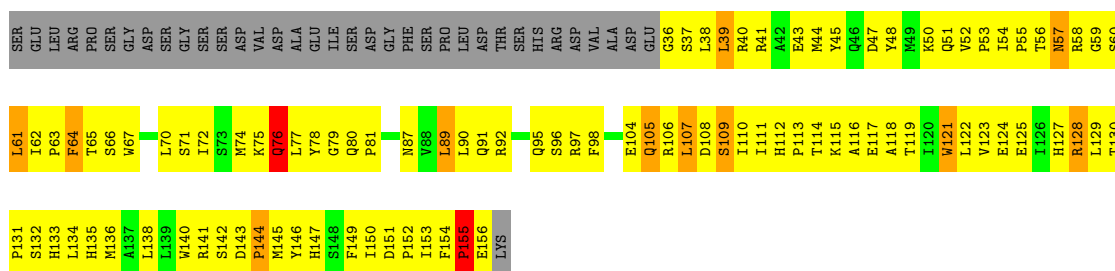 SER GLU LEU ARG PRO SER GLY ASP SER GLY SER SER ASP VAL ASP ALA GLU ILE SER ASP GLY PHE SER PRO LEU ASP THR SER HIS ARG ASP VAL ALA ASP GLU G36 S37 L38 L39 R40 R41 A42 E43 M44 Y45 Q46 D47 Y48 M49 K50 Q51 V52 P53 I54 P55 T56 N57 R58 G59 S60
L61 I62 P63 F64 T65 S66 W67 L70 S71 I72 S73 M74 K75 Q76 L77 Y78 G79 Q80 P81 N87 V88 L89 L90 Q91 R92 Q95 S96 R97 F98 E104 Q105 R106 L107 D108 S109 I110 I111 H112 P113 T114 K115 A116 E117 A118 T119 I120 W121 L122 V123 E124 E125 I126 H127 R128 L129 T130
P131 S132 H133 L134 H135 M136 A137 L138 L139 W140 R141 S142 D143 P144 M145 Y146 H147 S148 F149 I150 D151 P152 I153 F154 P155 E156 LYS